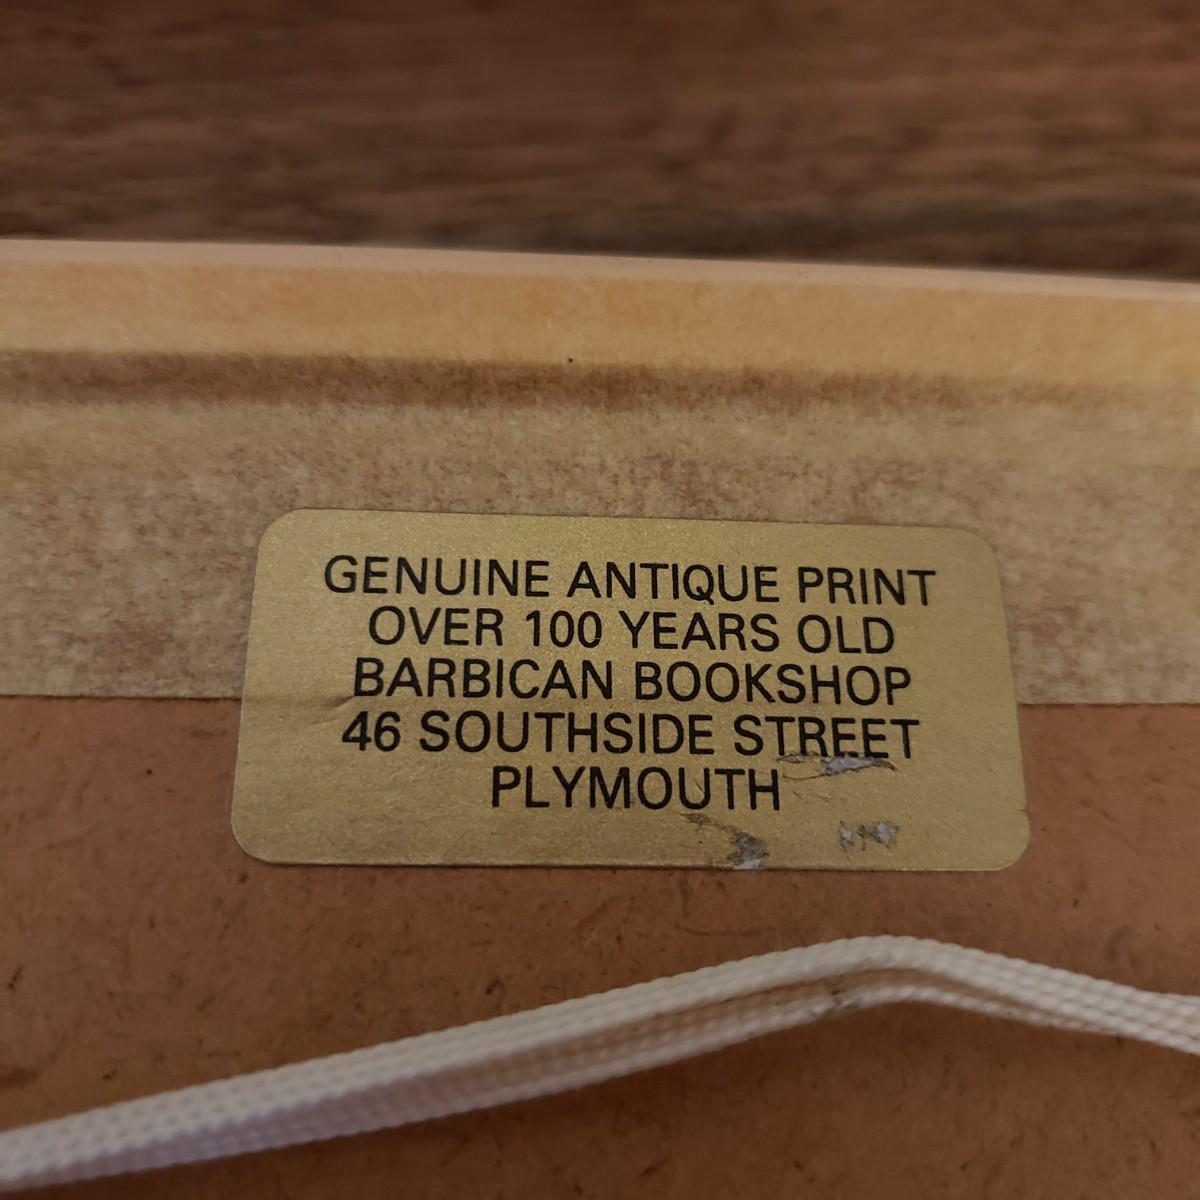 GENUINE ANTIQUE PRINT
OVER 100 YEARS OLD
BARBICAN BOOKSHOP
46 SOUTHSIDE STREET
PLYMOUTH